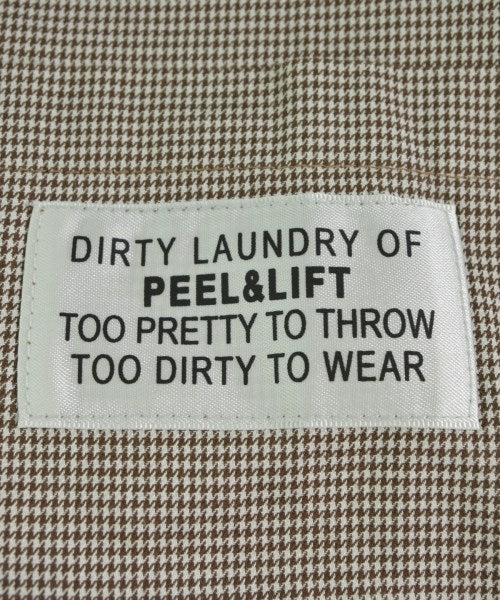 DIRTY LAUNDRY OF
PEEL&LIFT
TOO PRETTY TO THROW
TOO DIRTY TO WEAR